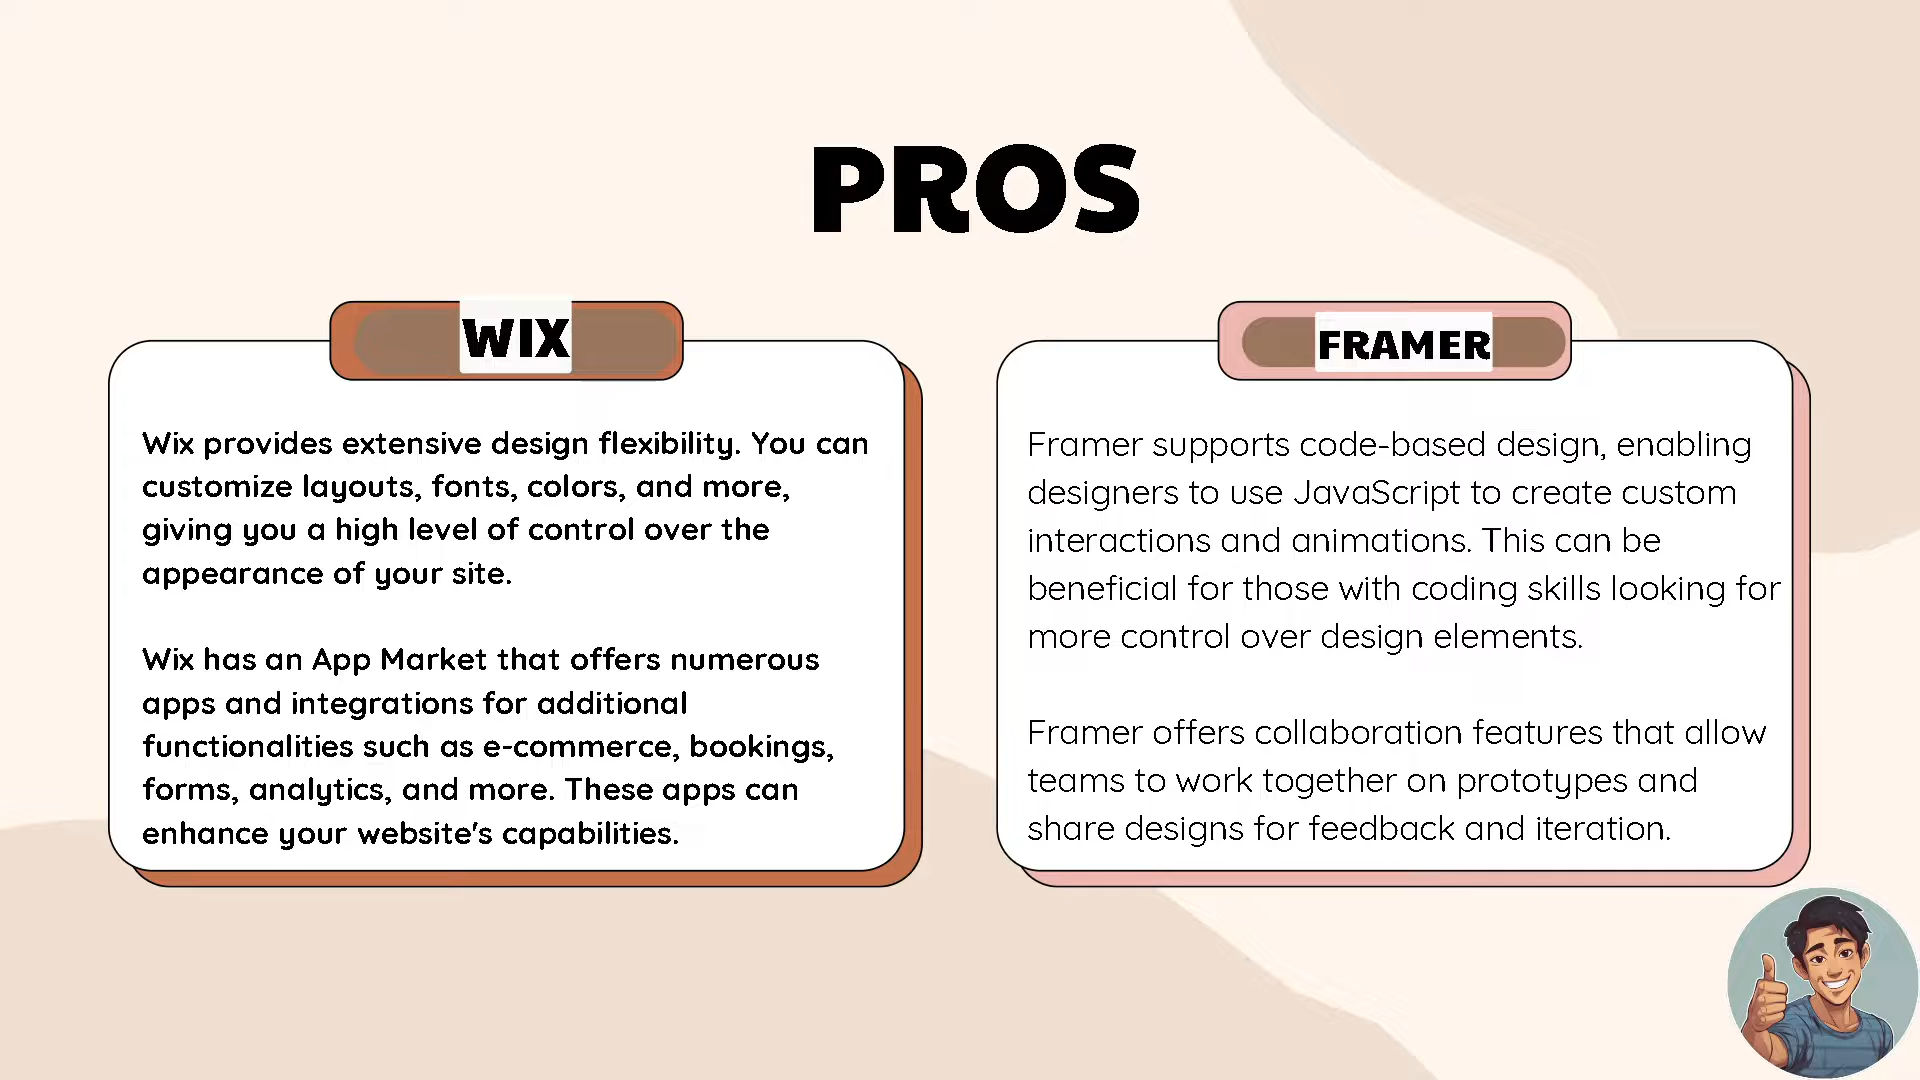 PROS
WIX
Wix provides extensive design flexibility. You can
customize layouts, fonts, colors, and more,
giving you a high level of control over the
appearance of your site.
Wix has an App Market that offers numerous
apps and integrations for additional
functionalities such as e-commerce, bookings,
forms, analytics, and more. These apps can
enhance your website's capabilities.
FRAMER
Framer supports code-based design, enabling
designers to use JavaScript to create custom
interactions and animations. This can be
beneficial for those with coding skills looking for
more control over design elements.
Framer offers collaboration features that allow
teams to work together on prototypes and
share designs for feedback and iteration.